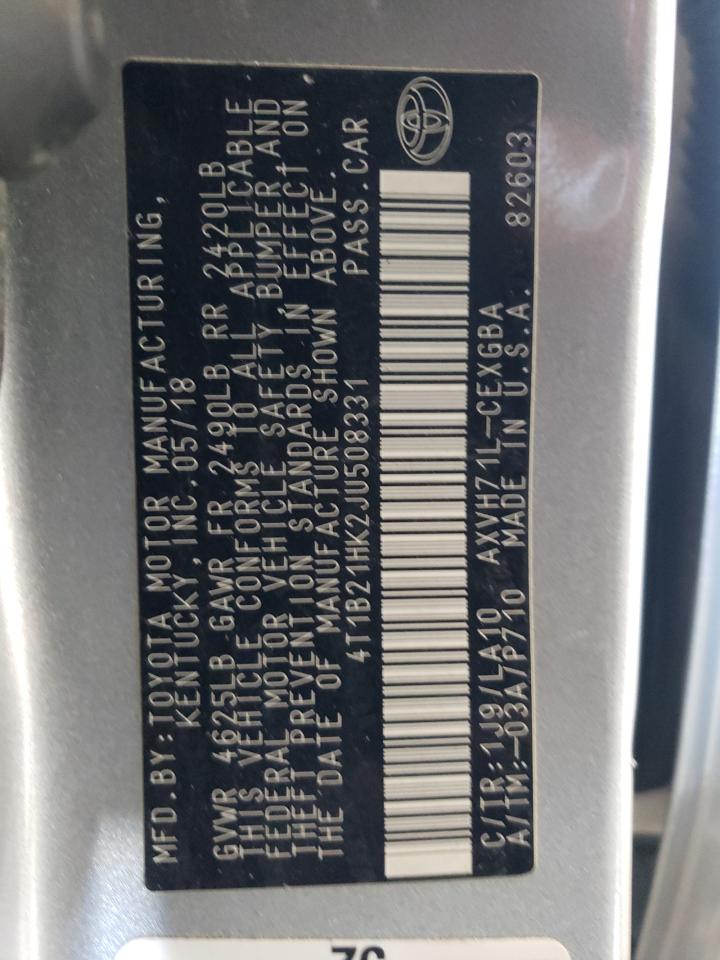 MFD.BY:TOYOTA MOTOR MANUFACTURING,
KENTUCKY, INC.05/18
GVWR 4625LB GAWR FR 2490LB RR 2420LB
THIS VEHICLE CONFORMS TO ALL APPLICABLE
FEDERAL MOTOR VEHICLE SAFETY,BUMPER,AND
THEFT PREVENTION STANDARDS IN EFFECT ON
THE DATE OF MANUFACTURE SHOWN ABOVE.
4T1B21HK2JU508331 PASS.CAR
C/TR:1J9/LA10 AXVH71L-CEXGBA
A/TM:-03A/P710 MADE IN U.S.A. 82603